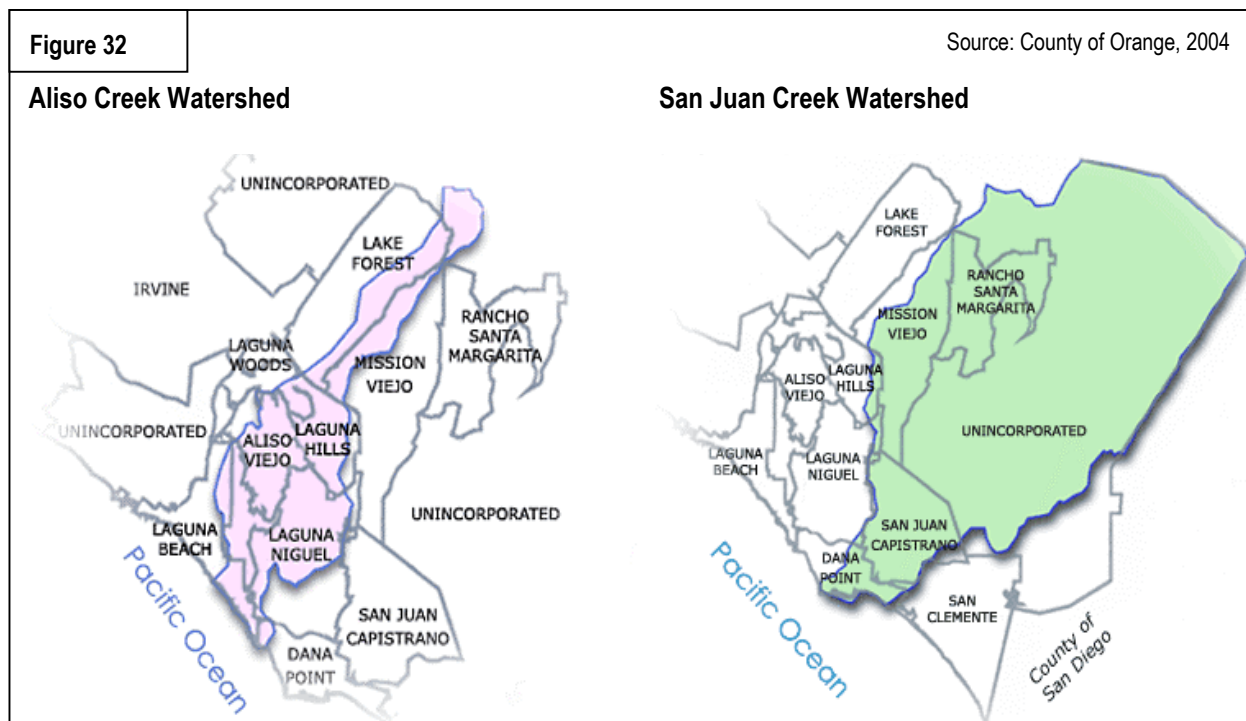 Figure 32
Source: County of Orange, 2004
Aliso Creek Watershed
UNINCORPORATED
LAKE
FOREST
IRVINE
RANCHO
SANTA
MARGARITA
LAGUNA
WOODS
MISSION
VIEJO
UNINCORPORATED
ALISO
VIEJO
LAGUNA
HILLS
UNINCORPORATED
LAGUNA
BEACH
LAGUNA
NIGUEL
Pacific Ocean
SAN JUAN
CAPISTRANO
DANA
POINT
San Juan Creek Watershed
LAKE
FOREST
RANCHO
SANTA
MARGARITA
MISSION
VIEJO
LAGUNA
HILLS
ALISO
VIEJO
UNINCORPORATED
LAGUNA
BEACH
LAGUNA
NIGUEL
SAN JUAN
CAPISTRANO
DANA
POINT
Pacific Ocean
SAN
CLEMENTE
County of
San Diego